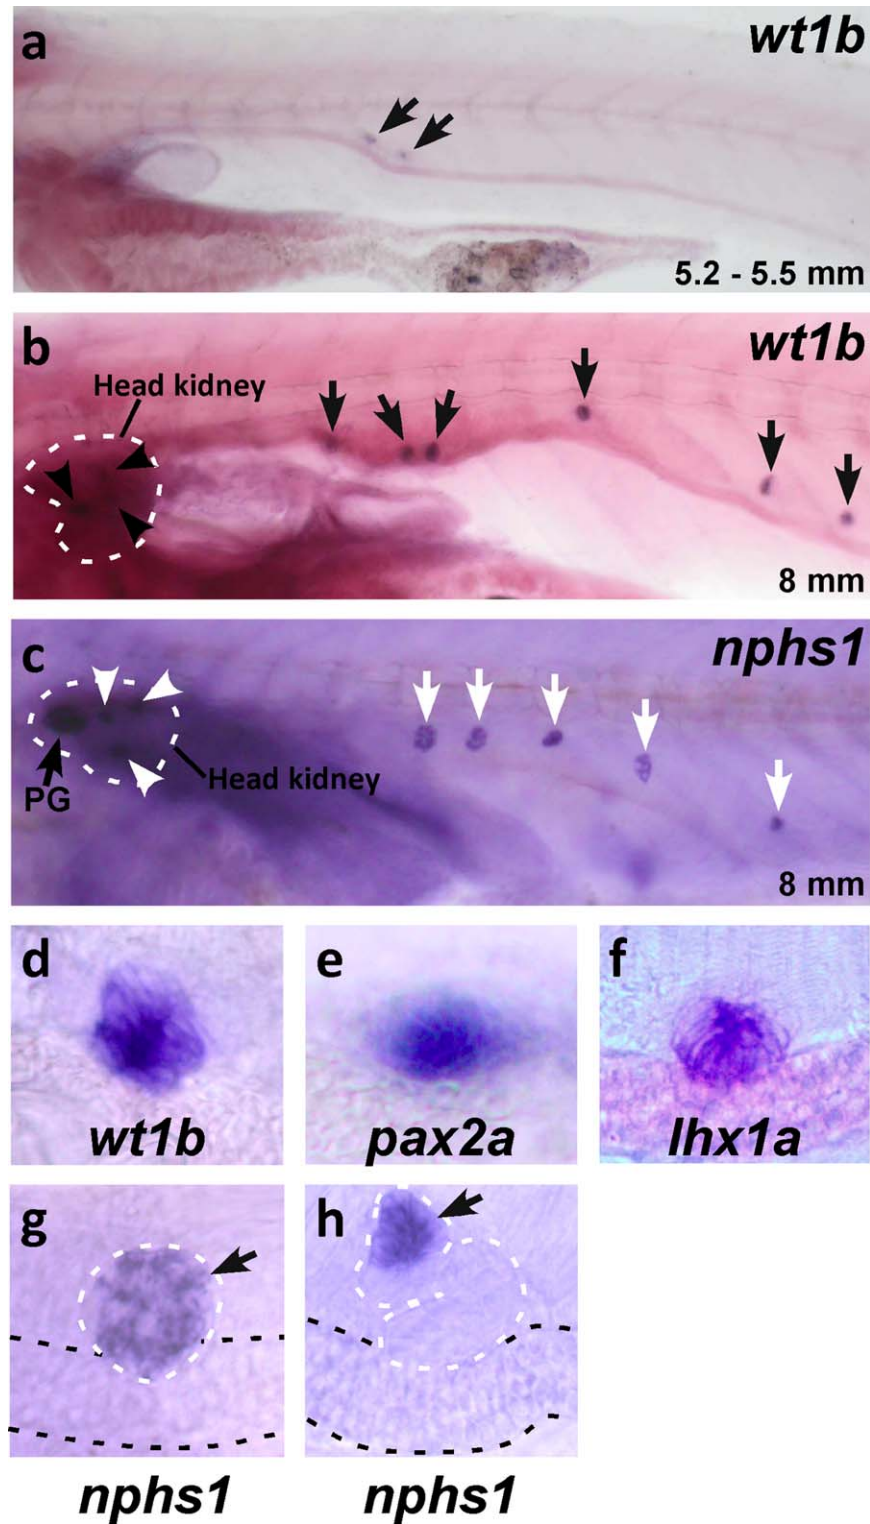 a
wt1b
5.2 - 5.5 mm
b
wt1b
Head kidney
8 mm
c
nphs1
PG
Head kidney
8 mm
d
wt1b
e
pax2a
f
lhx1a
g
nphs1
h
nphs1